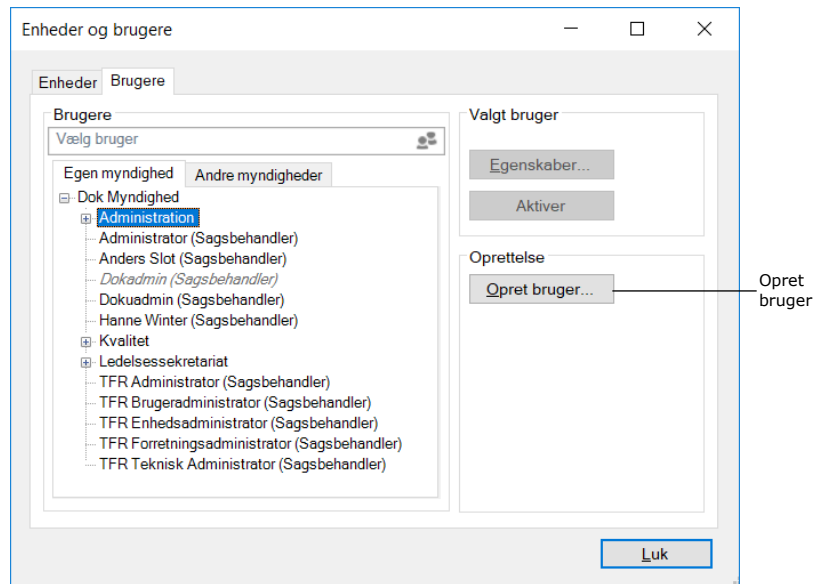 Enheder og brugere
Enheder
Brugere
Brugere
Vælg bruger
Egen myndighed
Andre myndigheder
Dok Myndighed
Administration
Administrator (Sagsbehandler)
Anders Slot (Sagsbehandler)
Dokadmin (Sagsbehandler)
Dokuadmin (Sagsbehandler)
Hanne Winter (Sagsbehandler)
Kvalitet
Ledelsessekretariat
TFR Administrator (Sagsbehandler)
TFR Brugeradministrator (Sagsbehandler)
TFR Enhedsadministrator (Sagsbehandler)
TFR Forretningsadministrator (Sagsbehandler)
TFR Teknisk Administrator (Sagsbehandler)
Valgt bruger
Egenskaber...
Aktiver
Oprettelse
Opret bruger...
Opret
bruger
Luk